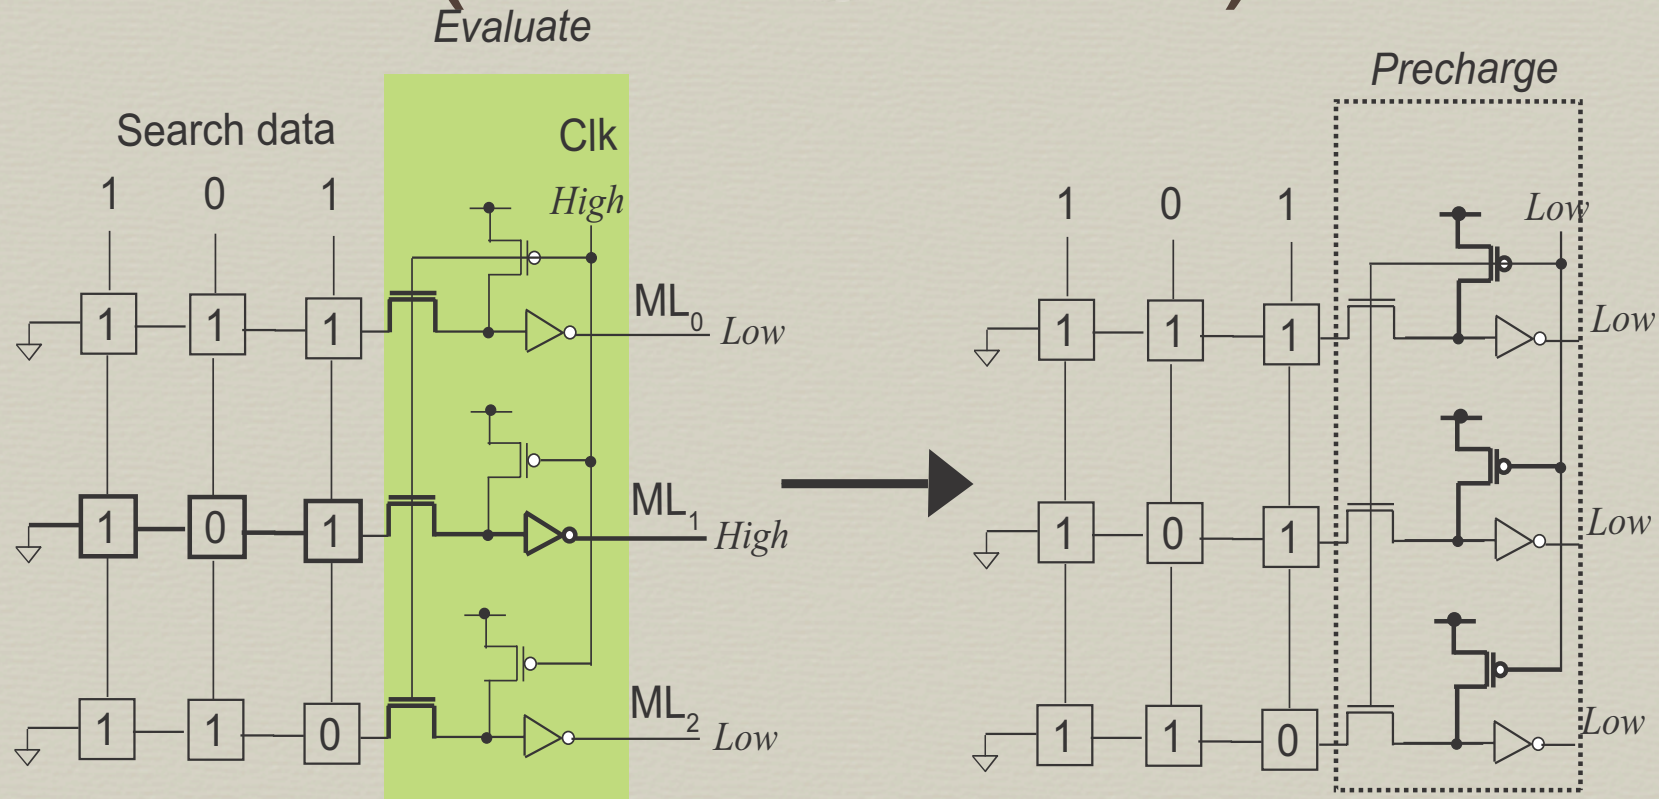 Evaluate
Search data
Clk
1 0 1
High
1 1 1
ML0
Low
1 0 1
ML1
High
1 1 0
ML2
Low
Precharge
1 0 1
Low
1 1 1
Low
1 0 1
Low
1 1 0
Low